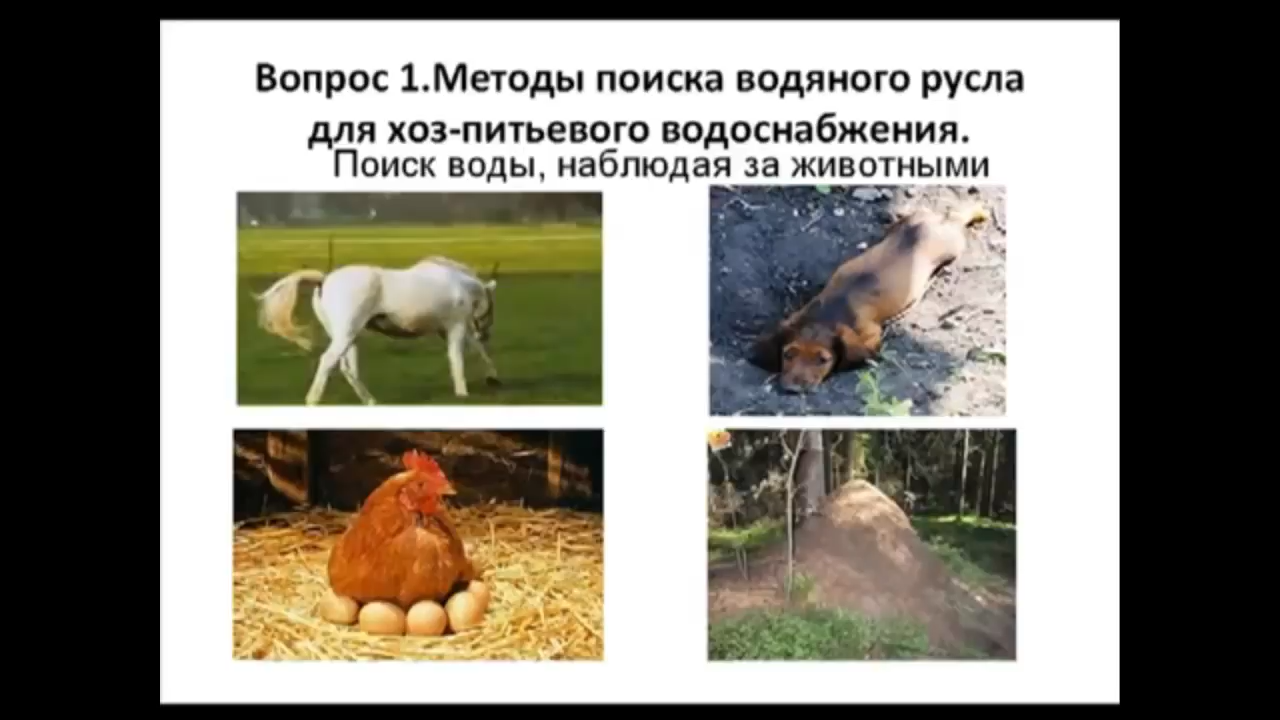 Вопрос 1.Методы поиска водяного русла
для хоз-питьевого водоснабжения.
Поиск воды, наблюдая за животными